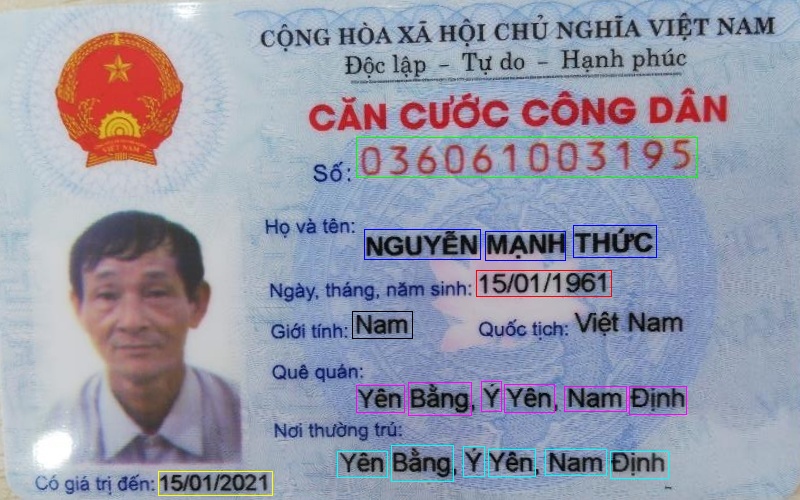 CỘNG HÒA XÃ HỘI CHỦ NGHĨA VIỆT NAM
Độc lập - Tự do - Hạnh phúc
CĂN CƯỚC CÔNG DÂN
Số: 036061003195
Họ và tên: NGUYỄN MẠNH THỨC
Ngày, tháng, năm sinh: 15/01/1961
Giới tính: Nam Quốc tịch: Việt Nam
Quê quán:
Yên Bằng, Ý Yên, Nam Định
Nơi thường trú:
Yên Bằng, Ý Yên, Nam Định
Có giá trị đến: 15/01/2021